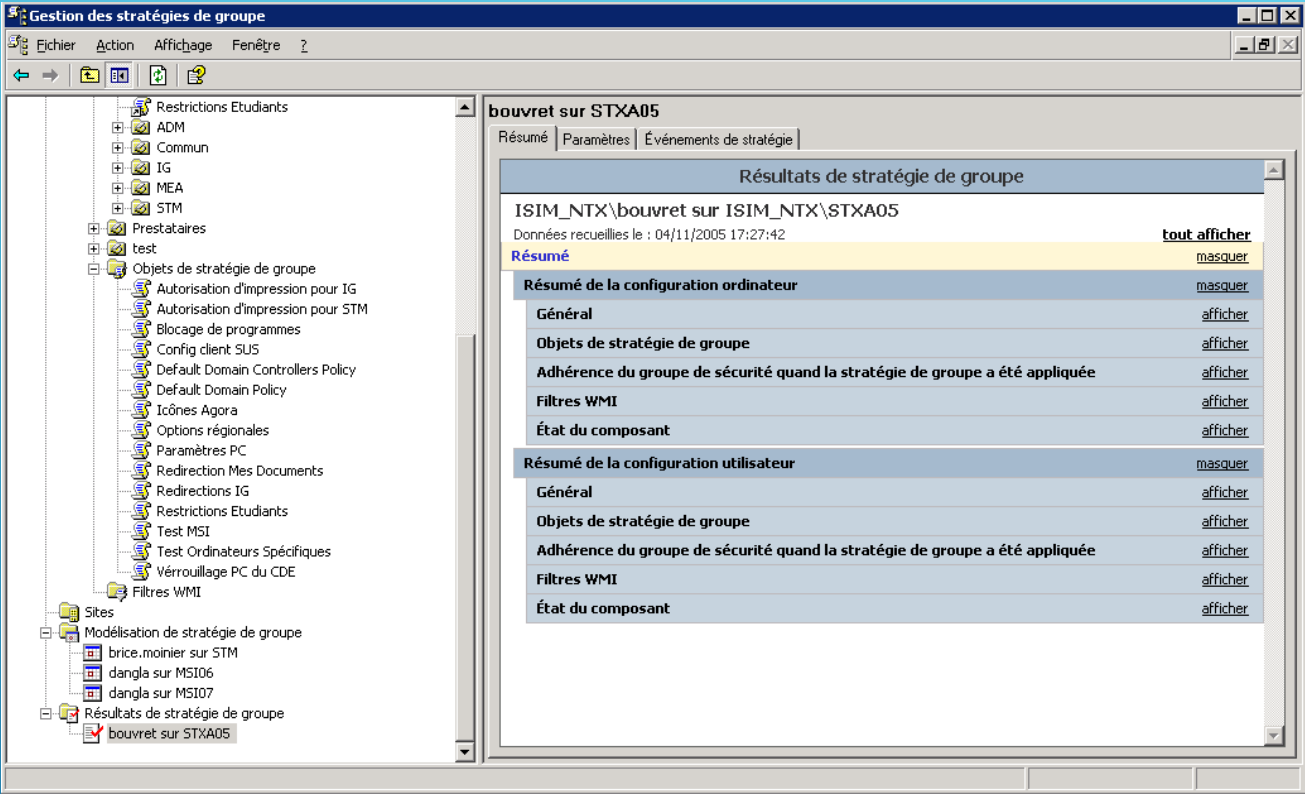 Gestion des stratégies de groupe
Fichier Action Affichage Fenêtre ?
Restrictions Etudiants
ADM
Commun
IG
MEA
STM
Prestataires
test
Objets de stratégie de groupe
Autorisation d'impression pour IG
Autorisation d'impression pour STM
Blocage de programmes
Config client SUS
Default Domain Controllers Policy
Default Domain Policy
Icônes Agora
Options régionales
Paramètres PC
Redirection Mes Documents
Redirections IG
Restrictions Etudiants
Test MSI
Test Ordinateurs Spécifiques
Vérrouillage PC du CDE
Filtres WMI
Sites
Modélisation de stratégie de groupe
brice.moinier sur STM
dangla sur MSI06
dangla sur MSI07
Résultats de stratégie de groupe
bouvret sur STXA05
bouvret sur STXA05
Résumé Paramètres Événements de stratégie
Résultats de stratégie de groupe
ISIM_NTX\bouvret sur ISIM_NTX\STXA05
Données recueillies le : 04/11/2005 17:27:42 tout afficher
Résumé masquer
Résumé de la configuration ordinateur masquer
Général afficher
Objets de stratégie de groupe afficher
Adhérence du groupe de sécurité quand la stratégie de groupe a été appliquée afficher
Filtres WMI afficher
État du composant afficher
Résumé de la configuration utilisateur masquer
Général afficher
Objets de stratégie de groupe afficher
Adhérence du groupe de sécurité quand la stratégie de groupe a été appliquée afficher
Filtres WMI afficher
État du composant afficher